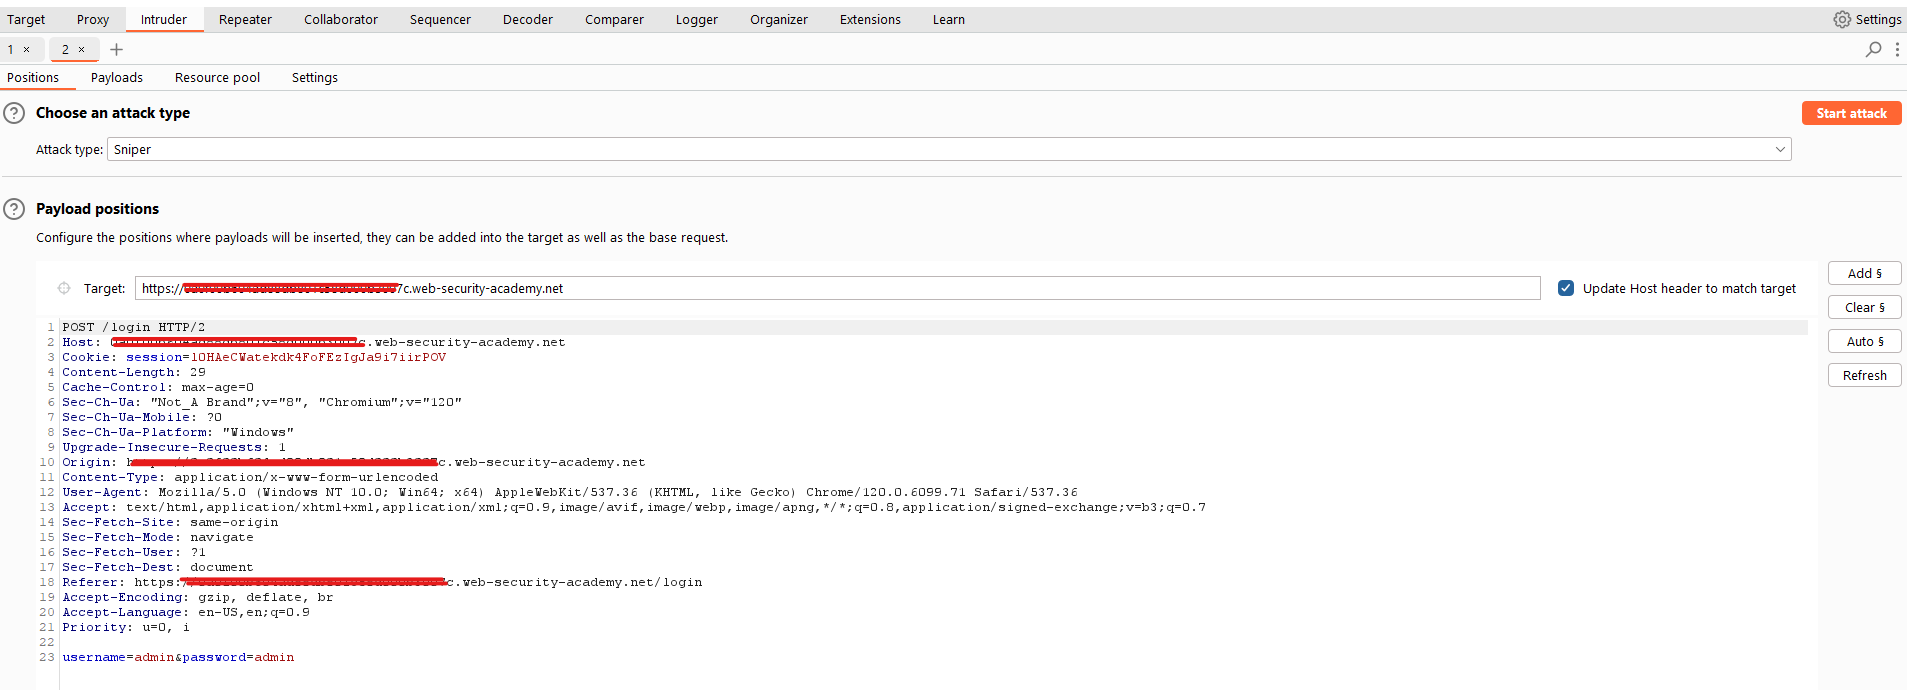 Target Proxy Intruder Repeater Collaborator Sequencer Decoder Comparer Logger Organizer Extensions Learn Settings
1 × 2 × +
Positions Payloads Resource pool Settings
? Choose an attack type Start attack
Attack type: Sniper
? Payload positions
Configure the positions where payloads will be inserted, they can be added into the target as well as the base request.
Add §
Target: https:// 7c.web-security-academy.net Update Host header to match target
Clear §
Auto §
Refresh
1 POST /login HTTP/2
2 Host: .web-security-academy.net
3 Cookie: session=lOHAeCWatekdk4FoFEzIgJa9i7iirPOV
4 Content-Length: 29
5 Cache-Control: max-age=0
6 Sec-Ch-Ua: "Not_A Brand";v="8", "Chromium";v="120"
7 Sec-Ch-Ua-Mobile: ?0
8 Sec-Ch-Ua-Platform: "Windows"
9 Upgrade-Insecure-Requests: 1
10 Origin: c.web-security-academy.net
11 Content-Type: application/x-www-form-urlencoded
12 User-Agent: Mozilla/5.0 (Windows NT 10.0; Win64; x64) AppleWebKit/537.36 (KHTML, like Gecko) Chrome/120.0.6099.71 Safari/537.36
13 Accept: text/html,application/xhtml+xml,application/xml;q=0.9,image/avif,image/webp,image/apng,*/*;q=0.8,application/signed-exchange;v=b3;q=0.7
14 Sec-Fetch-Site: same-origin
15 Sec-Fetch-Mode: navigate
16 Sec-Fetch-User: ?1
17 Sec-Fetch-Dest: document
18 Referer: https:/ c.web-security-academy.net/login
19 Accept-Encoding: gzip, deflate, br
20 Accept-Language: en-US,en;q=0.9
21 Priority: u=0, i
22
23 username=admin&password=admin